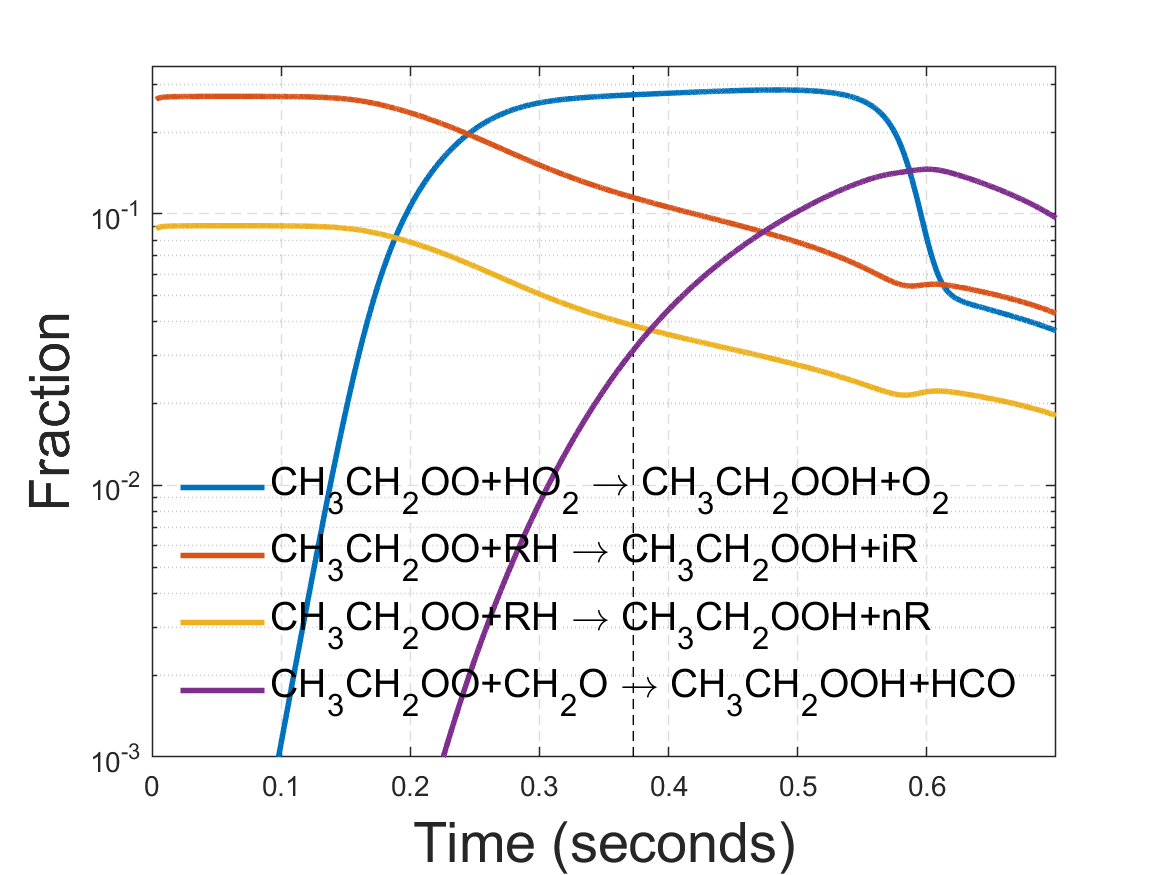 Fraction
10⁻¹
10⁻²
10⁻³
CH₃CH₂OO+HO₂ → CH₃CH₂OOH+O₂
CH₃CH₂OO+RH → CH₃CH₂OOH+iR
CH₃CH₂OO+RH → CH₃CH₂OOH+nR
CH₃CH₂OO+CH₂O → CH₃CH₂OOH+HCO
0 0.1 0.2 0.3 0.4 0.5 0.6
Time (seconds)